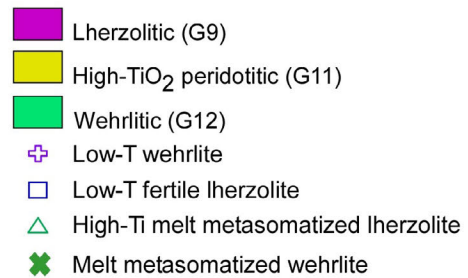 Lherzolitic (G9)
High-TiO2 peridotitic (G11)
Wehrlitic (G12)
Low-T wehrlite
Low-T fertile lherzolite
High-Ti melt metasomatized lherzolite
Melt metasomatized wehrlite